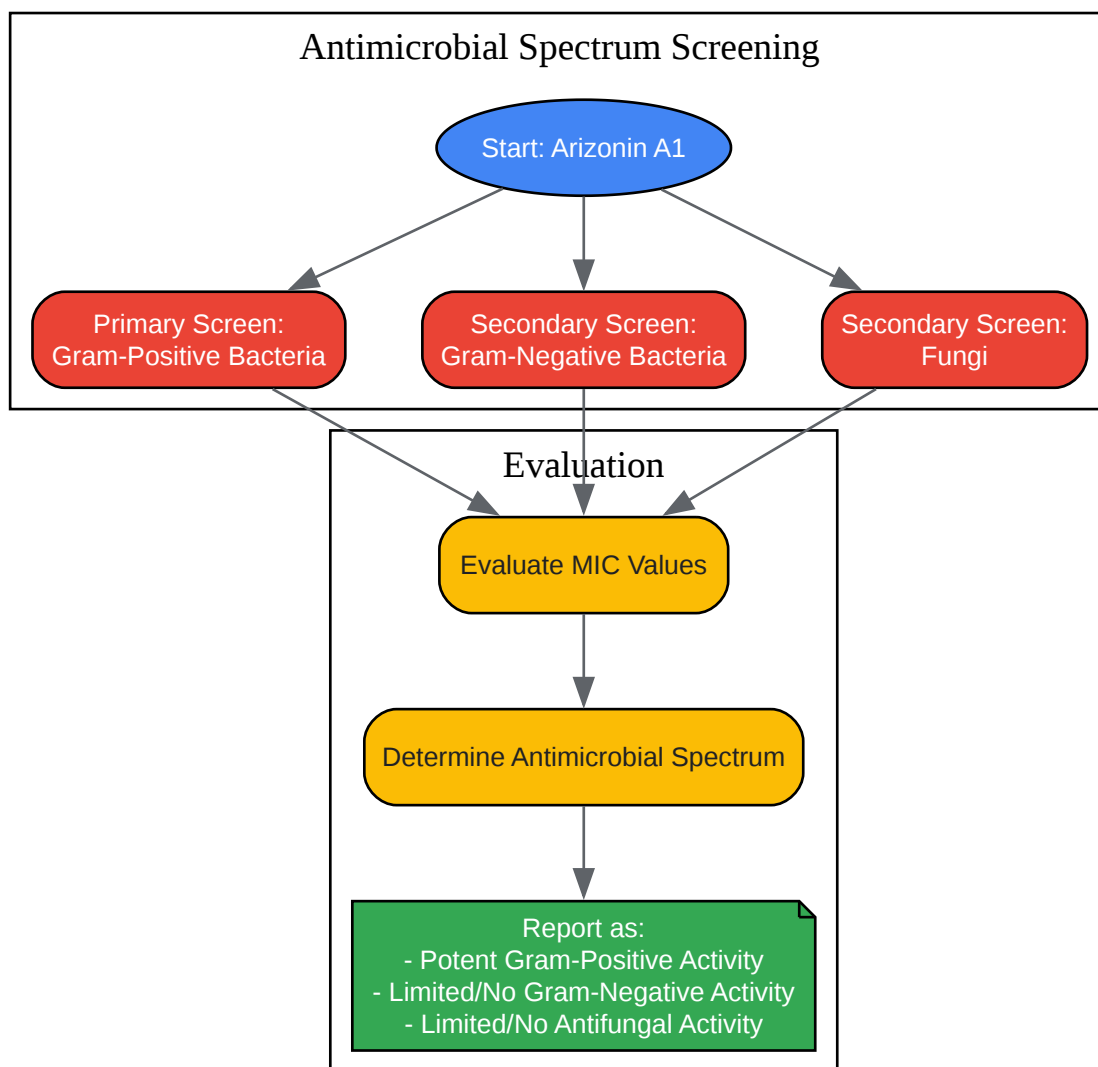 Antimicrobial Spectrum Screening
Start: Arizonin A1
Primary Screen:
Gram-Positive Bacteria
Secondary Screen:
Gram-Negative Bacteria
Secondary Screen:
Fungi
Evaluation
Evaluate MIC Values
Determine Antimicrobial Spectrum
Report as:
- Potent Gram-Positive Activity
- Limited/No Gram-Negative Activity
- Limited/No Antifungal Activity